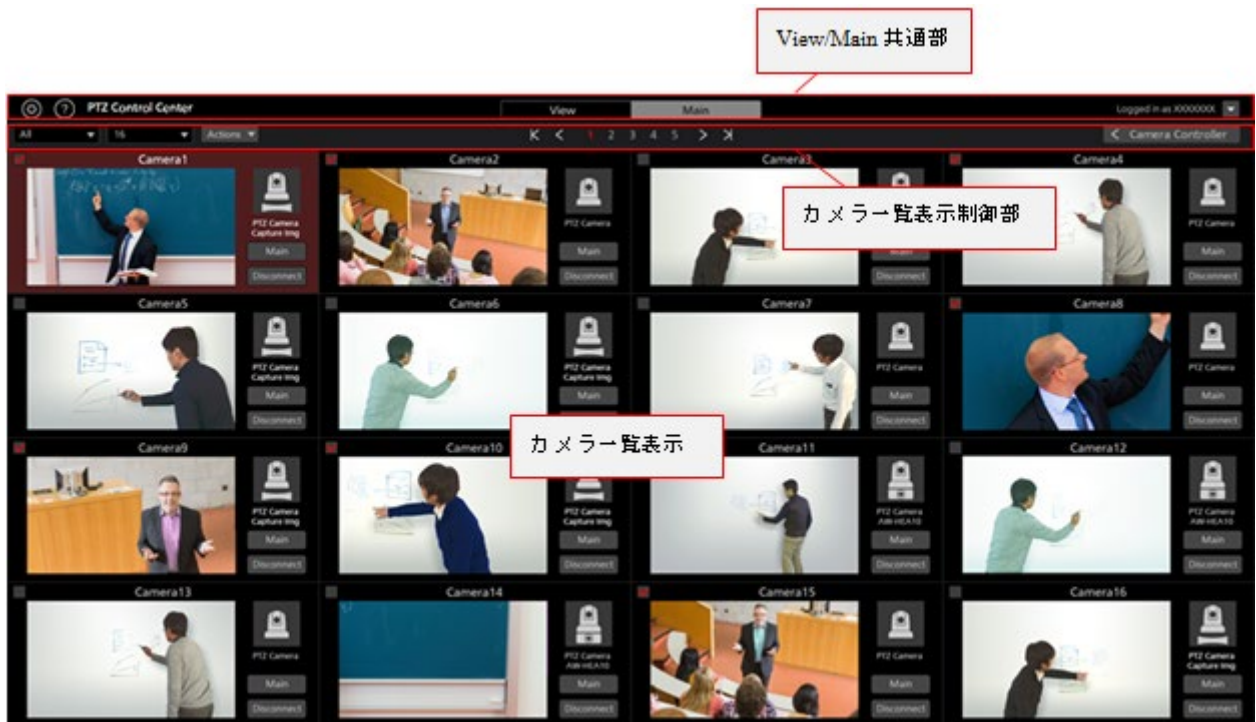 View/Main 共通部
PTZ Control Center
View
Main
Logged in as XXXXXXX
All
16
Actions
1 2 3 4 5
Camera Controller
Camera1
PTZ Camera
Capture Img
Main
Disconnect
Camera2
PTZ Camera
Main
Disconnect
Camera3
カメラ一覧表示制御部
Main
Disconnect
Camera4
PTZ Camera
Main
Disconnect
Camera5
PTZ Camera
Capture Img
Main
Disconnect
Camera6
PTZ Camera
Capture Img
Main
Camera7
PTZ Camera
Main
Disconnect
Camera8
PTZ Camera
Main
Disconnect
カメラ一覧表示
Camera9
PTZ Camera
Capture Img
Main
Disconnect
Camera10
PTZ Camera
Capture Img
Main
Disconnect
Camera11
PTZ Camera
AW-HEA10
Main
Disconnect
Camera12
PTZ Camera
AW-HEA10
Main
Disconnect
Camera13
PTZ Camera
Main
Disconnect
Camera14
PTZ Camera
AW-HEA10
Main
Disconnect
Camera15
PTZ Camera
Main
Disconnect
Camera16
PTZ Camera
Capture Img
Main
Disconnect